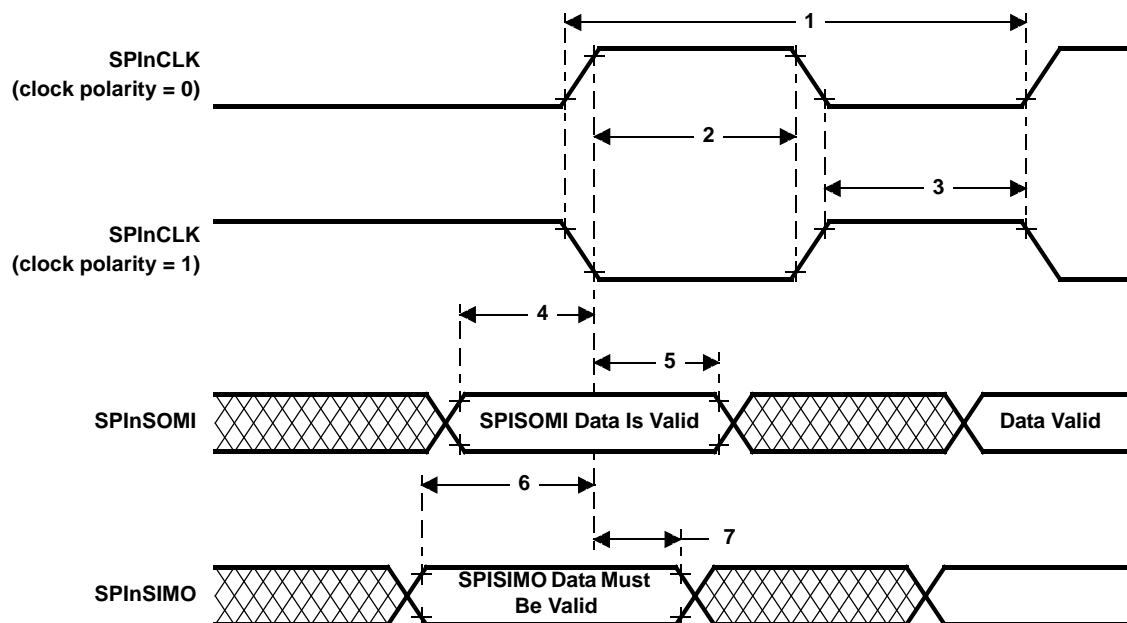 1
SPInCLK
(clock polarity = 0)
2
3
SPInCLK
(clock polarity = 1)
4
5
SPInSOMI
SPISOMI Data Is Valid
Data Valid
6
7
SPInSIMO
SPISIMO Data Must
Be Valid